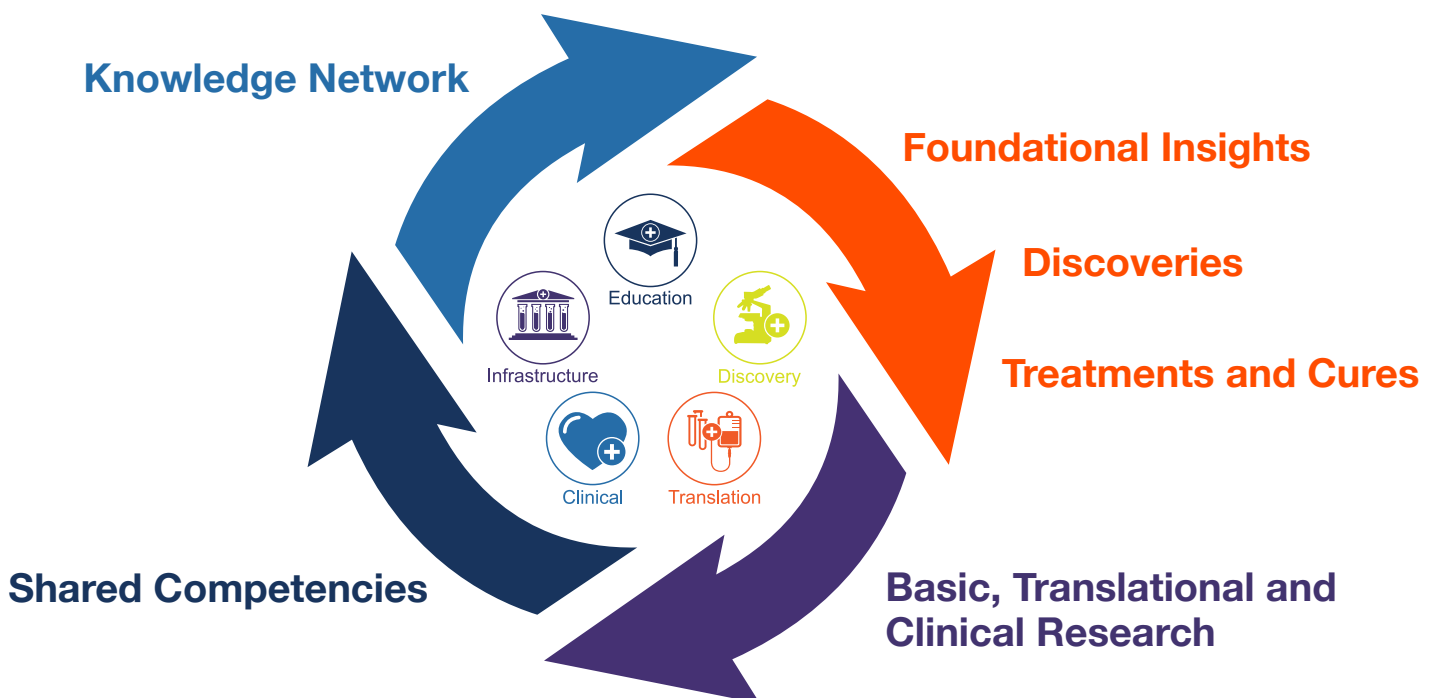 Knowledge Network
Foundational Insights
Discoveries
Treatments and Cures
Education
Infrastructure
Discovery
Clinical
Translation
Shared Competencies
Basic, Translational and
Clinical Research